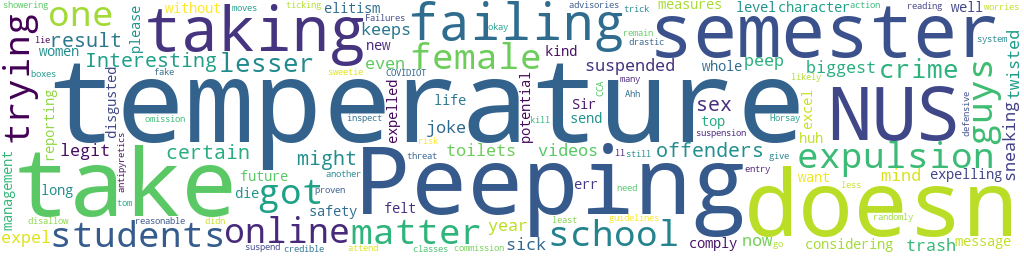 showering
one
lie
women
result
please
moves
without
ticking
Failures
elitism
taking
keeps
new
even
failing
okay
advisories
trick
female
kind
remain
drastic
suspended
measures
level
whole
peep
semester
character
action
biggest
reading
well
crime
system
worries
trying
boxes
Interesting
lesser
disgusted
fake
omission
sweetie
inspect
COVIDIOT
expelled
life
joke
many
Ahh
potential
temperature
Sir
send
CCA
kill
sex
top
suspension
Horsay
likely
excel
huh
NUS
defensive
guys
sneaking
twisted
reporting
legit
antipyretics
certain
might
threat
risk
toilets
videos
ll
still
offenders
give
expulsion
expelling
management
take
long
tom
future
die
got
another
proven
safety
felt
Peeping
err
need
entry
want
mind
less
doesn
disallow
reasonable
didn
expel
students
suspend
online
credible
matter
attend
classes
year
commission
sick
least
guidelines
school
comply
now
go
considering
randomly
trash
message